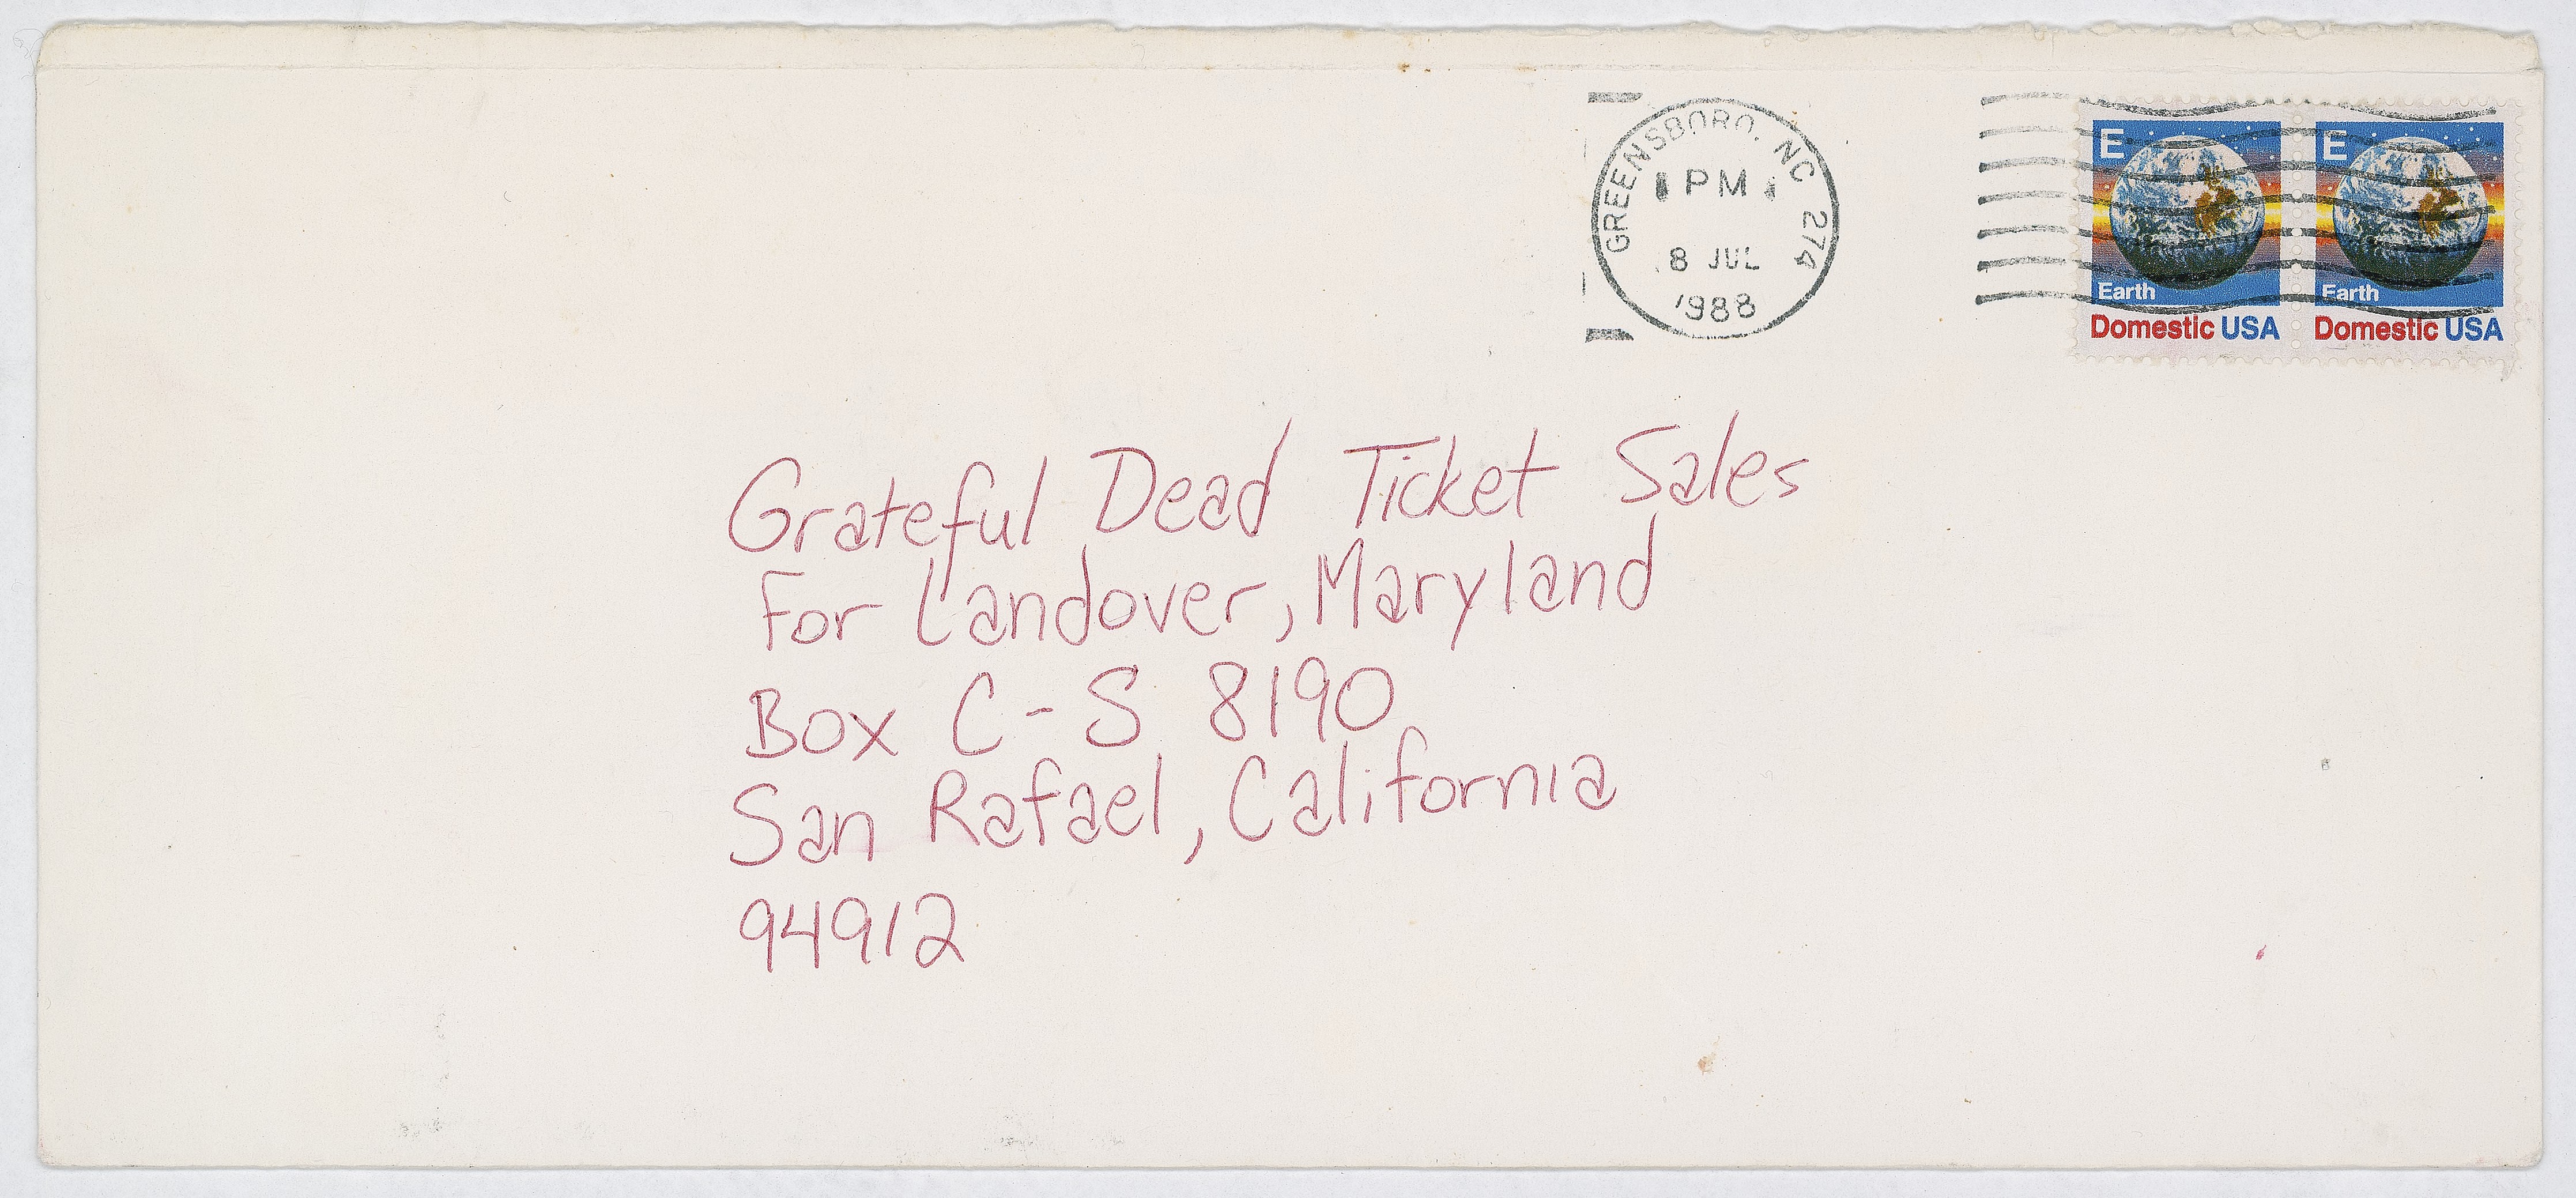 GREENSBORO, NC 274
PM
8 JUL
1988
E
Earth
Domestic USA
E
Earth
Domestic USA
Grateful Dead Ticket Sales
For Landover, Maryland
Box C-S 8190
San Rafael, California
94912